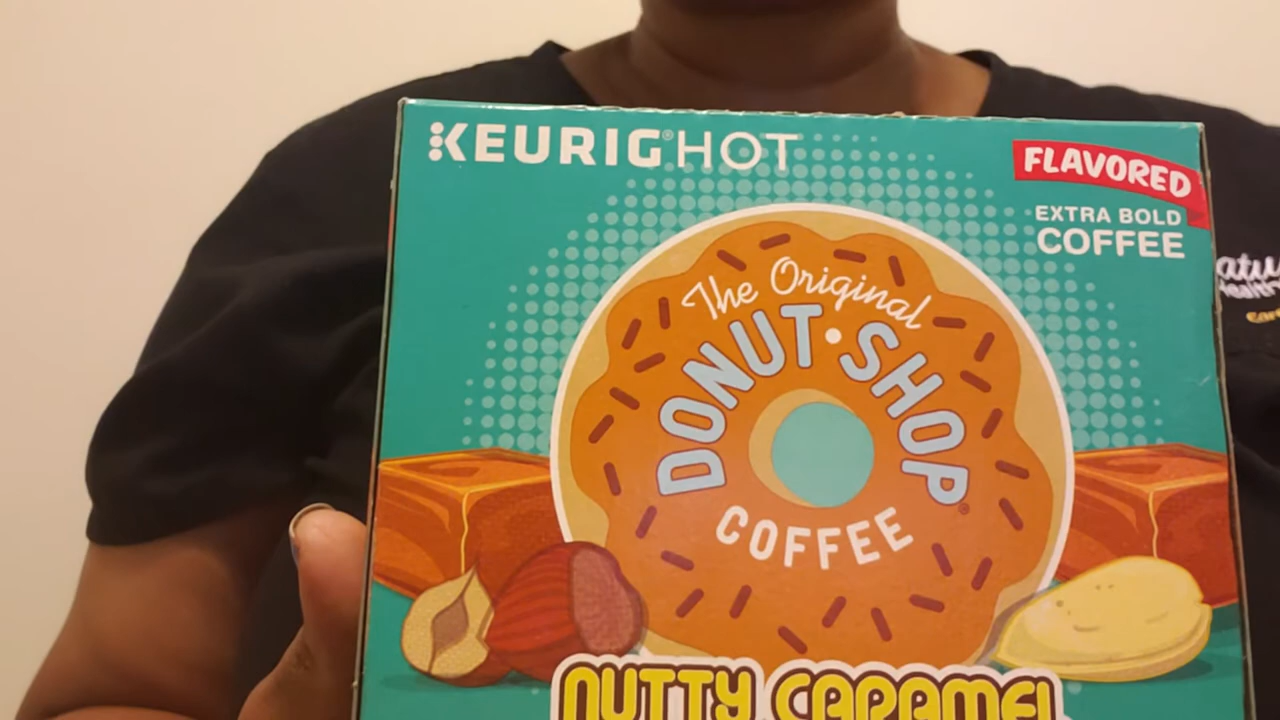 KEURIG®HOT
FLAVORED
EXTRA BOLD
COFFEE
The Original
DONUT•SHOP®
COFFEE
NUTTY CARAMEL